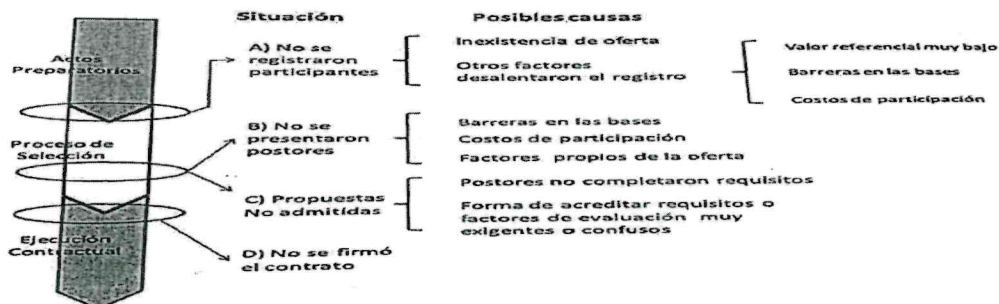 Situación
Posibles causas
Actos
Preparatorios
Proceso de
Selección
Ejecución
Contractual
A) No se
registraron
participantes
Inexistencia de oferta
Otros factores
desalentaron el registro
Valor referencial muy bajo
Barreras en las bases
Costos de participación
B) No se
presentaron
postores
Barreras en las bases
Costos de participación
Factores propios de la oferta
C) Propuestas
No admitidas
Postores no completaron requisitos
Forma de acreditar requisitos o
factores de evaluación muy
exigentes o confusos
D) No se firmó
el contrato